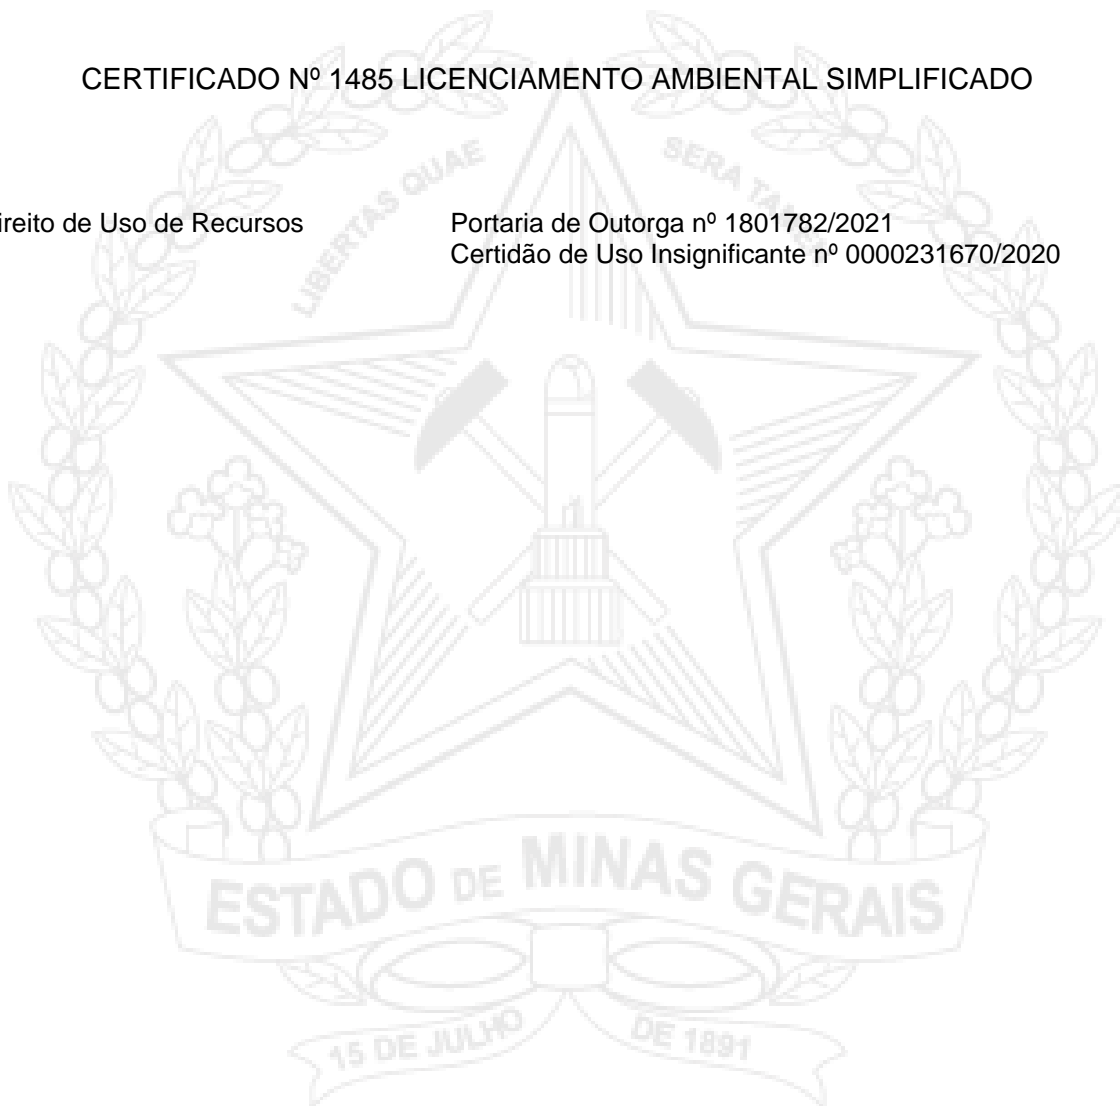 CERTIFICADO Nº 1485 LICENCIAMENTO AMBIENTAL SIMPLIFICADO
LIBERTAS QUAE SERA TAMEN
ireito de Uso de Recursos Portaria de Outorga nº 1801782/2021
Certidão de Uso Insignificante nº 0000231670/2020
ESTADO DE MINAS GERAIS
15 DE JULHO DE 1891